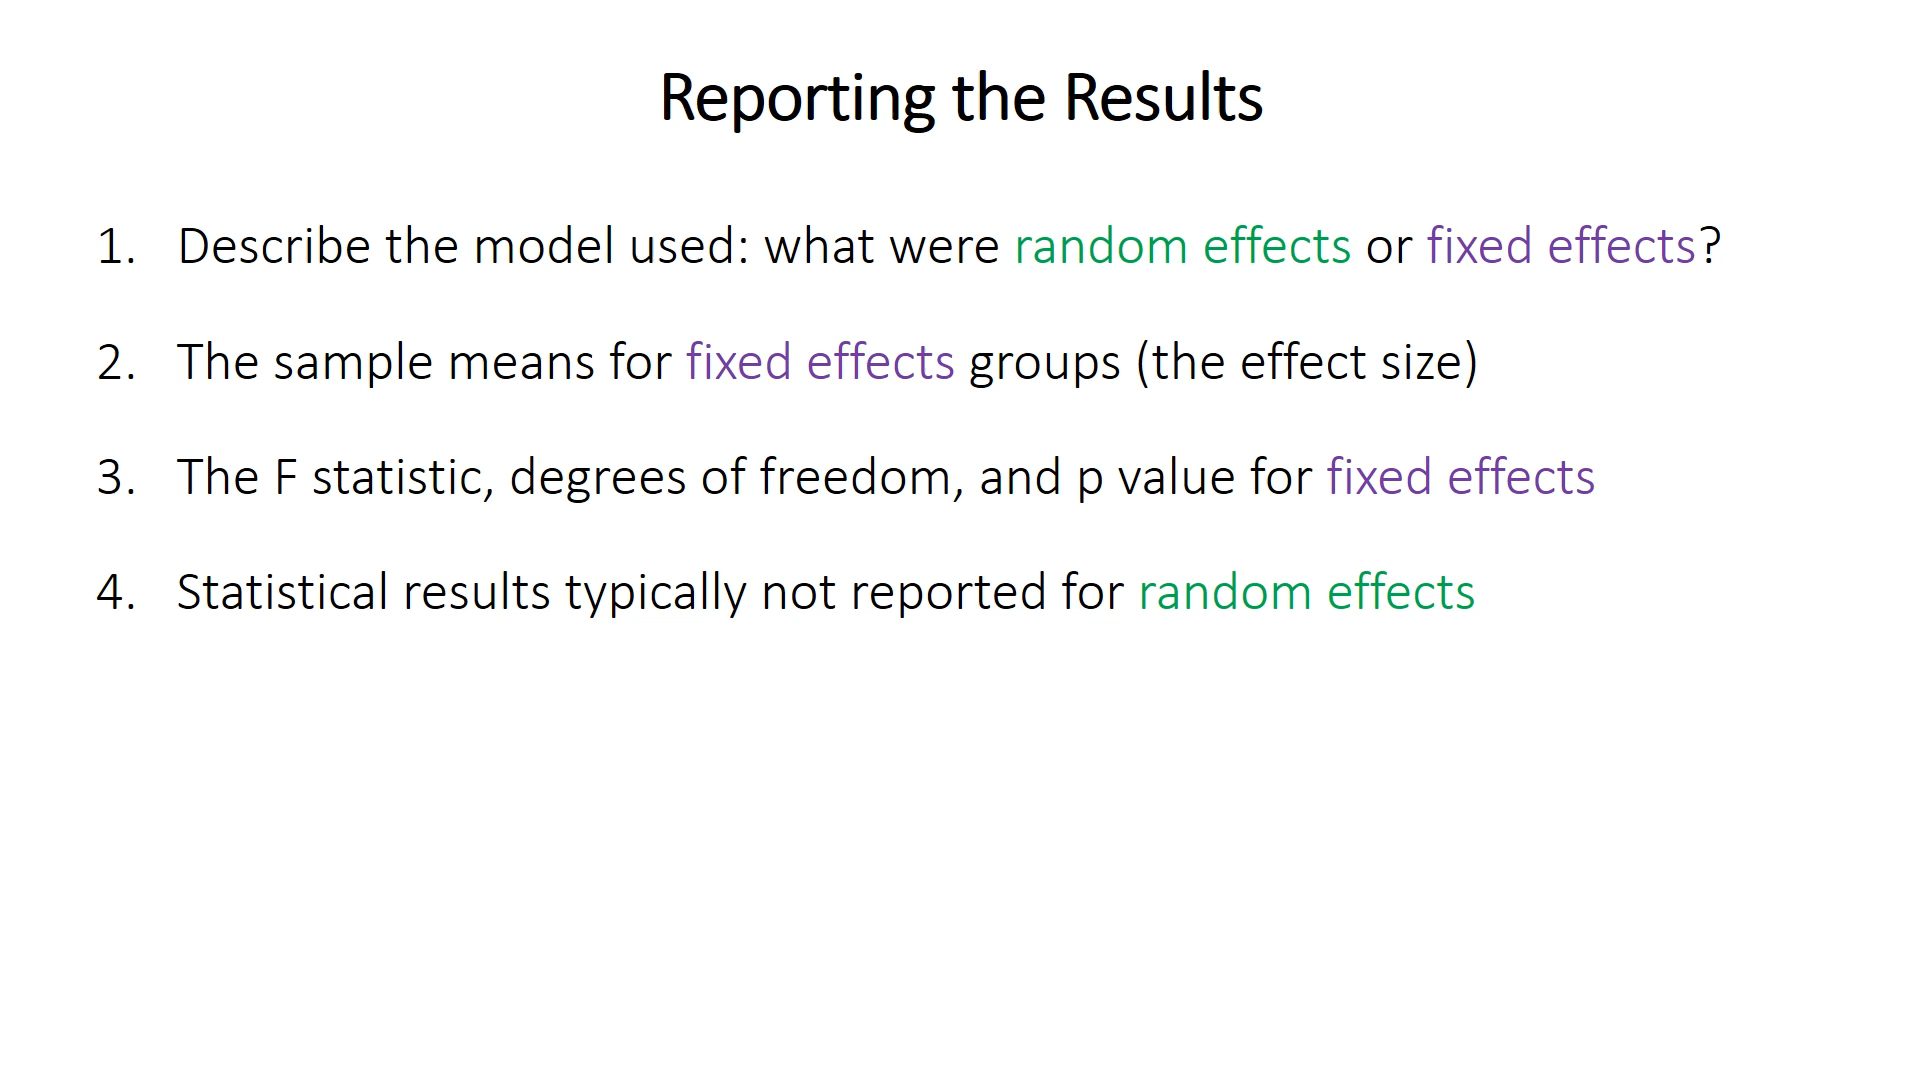 Reporting the Results
1. Describe the model used: what were random effects or fixed effects?
2. The sample means for fixed effects groups (the effect size)
3. The F statistic, degrees of freedom, and p value for fixed effects
4. Statistical results typically not reported for random effects